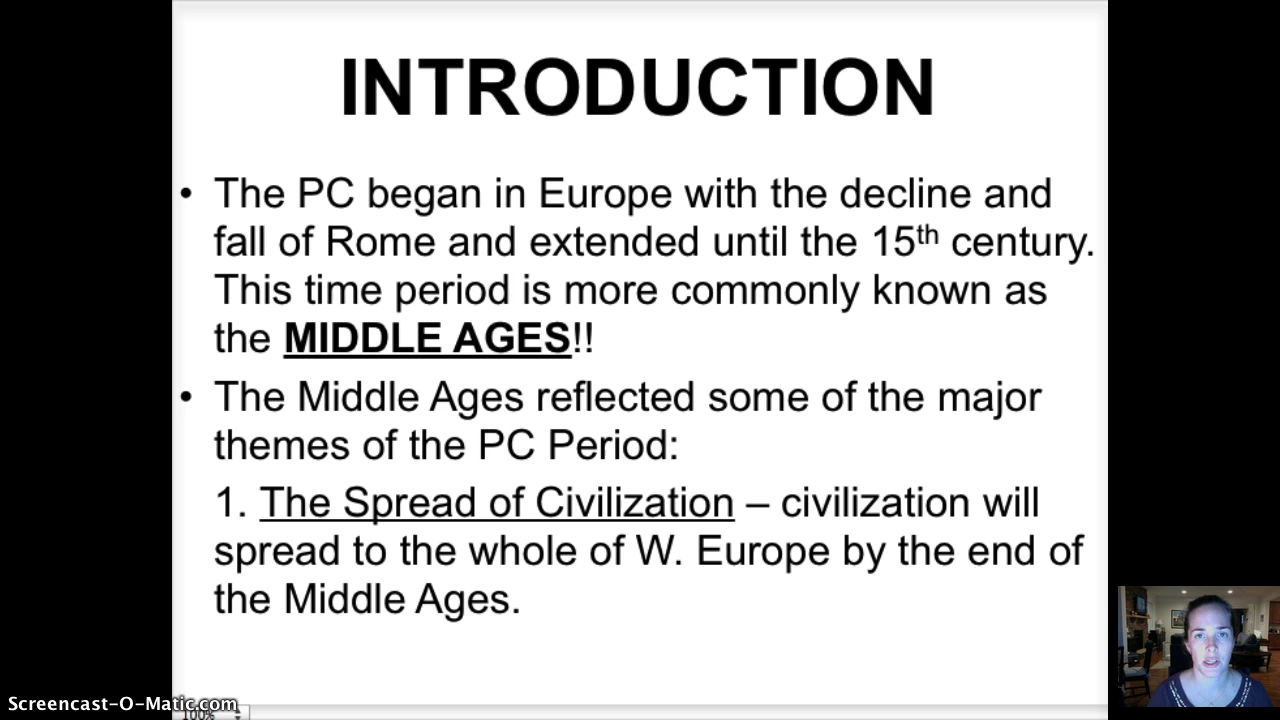 INTRODUCTION
• The PC began in Europe with the decline and
fall of Rome and extended until the 15th century.
This time period is more commonly known as
the MIDDLE AGES!!
• The Middle Ages reflected some of the major
themes of the PC Period:
1. The Spread of Civilization – civilization will
spread to the whole of W. Europe by the end of
the Middle Ages.
Screencast-O-Matic.com
100%